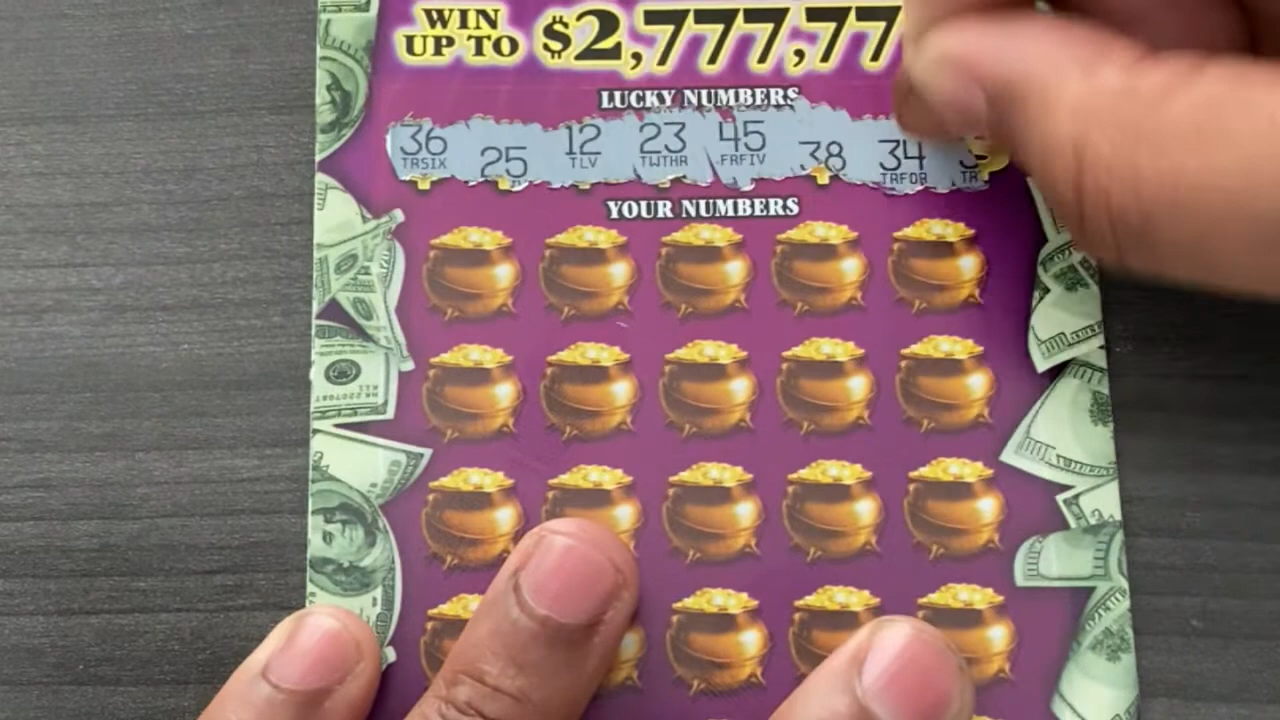 WIN
UP TO $2,777,77
LUCKY NUMBERS
36 25 12 23 45 38 34
TRSIX TLV TWTHR FRFIV TRFOR TR
YOUR NUMBERS